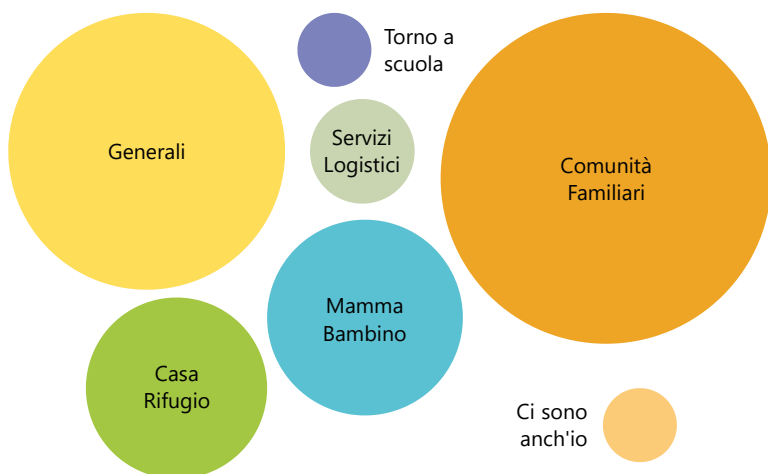 Torno a
scuola
Generali
Servizi
Logistici
Comunità
Familiari
Mamma
Bambino
Casa
Rifugio
Ci sono
anch'io